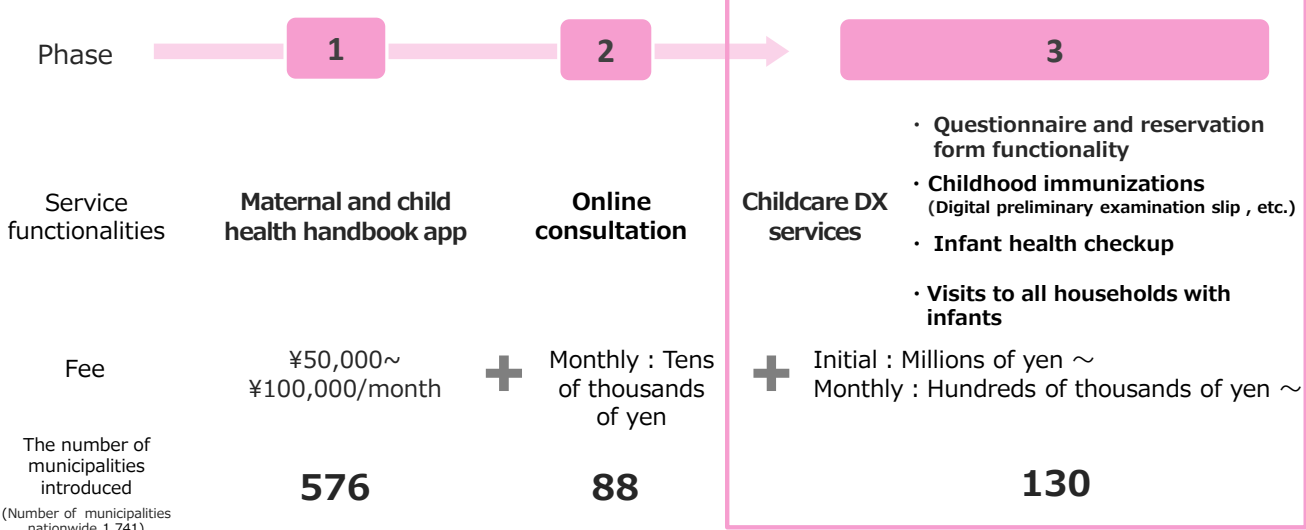 Phase
1
2
3
Service
functionalities
Maternal and child
health handbook app
Online
consultation
Childcare DX
services
・ Questionnaire and reservation
form functionality
・Childhood immunizations
(Digital preliminary examination slip , etc.)
・ Infant health checkup
・Visits to all households with
infants
Fee
¥50,000~
¥100,000/month
+
Monthly : Tens
of thousands
of yen
+
Initial : Millions of yen ～
Monthly : Hundreds of thousands of yen ～
The number of
municipalities
introduced
(Number of municipalities
nationwide 1,741)
576
88
130